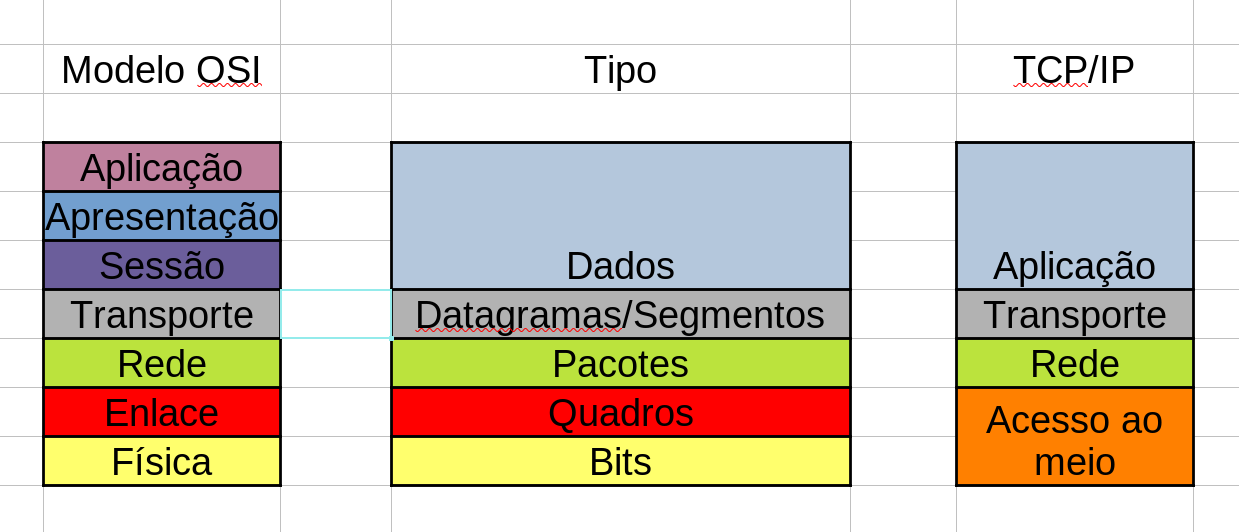 Modelo OSI
Tipo
TCP/IP
Aplicação
Apresentação
Sessão
Transporte
Rede
Enlace
Física
Dados
Datagramas/Segmentos
Pacotes
Quadros
Bits
Aplicação
Transporte
Rede
Acesso ao
meio